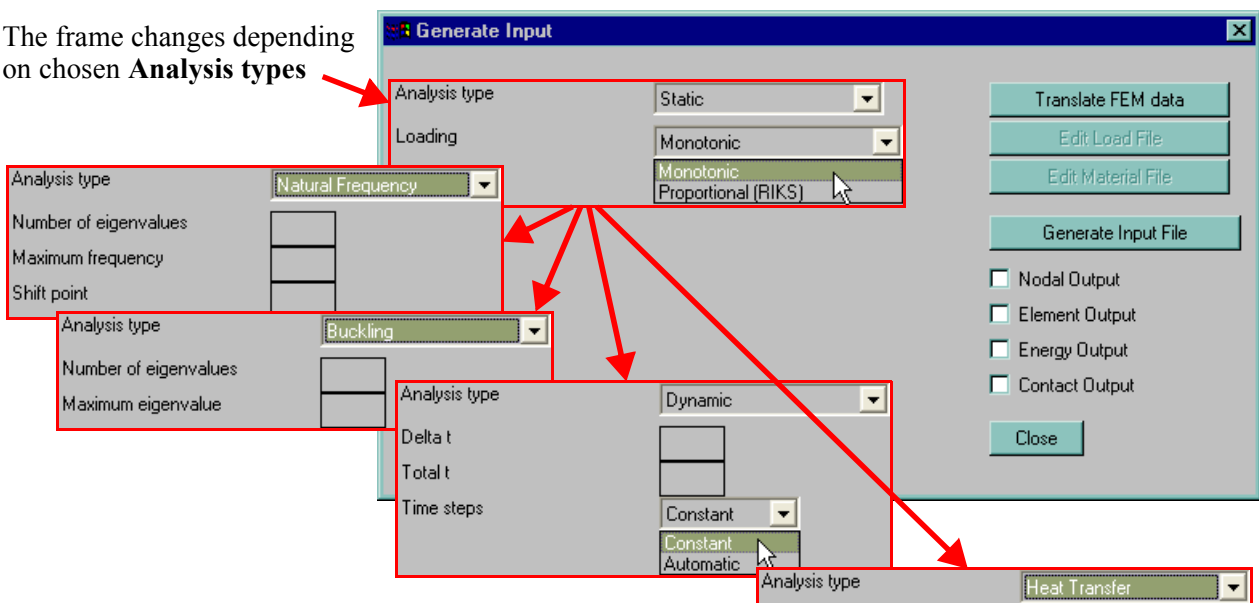 The frame changes depending
on chosen Analysis types
Generate Input
Analysis type Static
Loading Monotonic
Monotonic
Proportional (RIKS)
Translate FEM data
Edit Load File
Edit Material File
Generate Input File
Nodal Output
Element Output
Energy Output
Contact Output
Close
Analysis type Natural Frequency
Number of eigenvalues
Maximum frequency
Shift point
Analysis type Buckling
Number of eigenvalues
Maximum eigenvalue
Analysis type Dynamic
Delta t
Total t
Time steps Constant
Constant
Automatic
Analysis type Heat Transfer